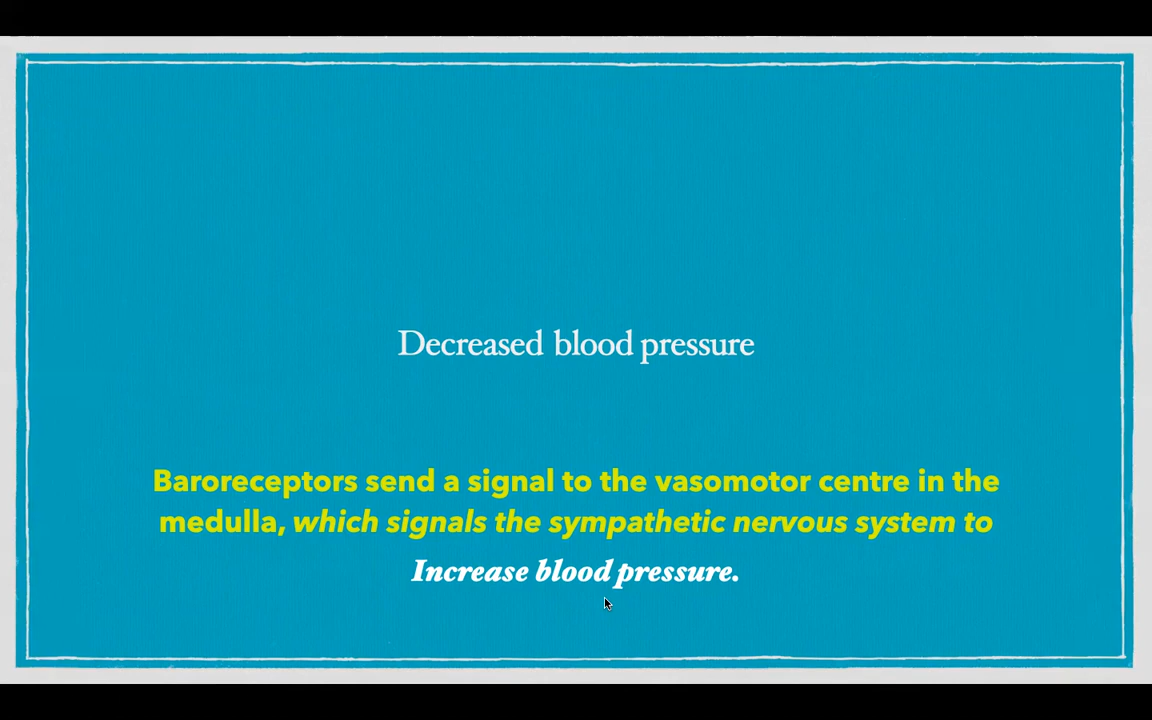 Decreased blood pressure
Baroreceptors send a signal to the vasomotor centre in the
medulla, which signals the sympathetic nervous system to
Increase blood pressure.